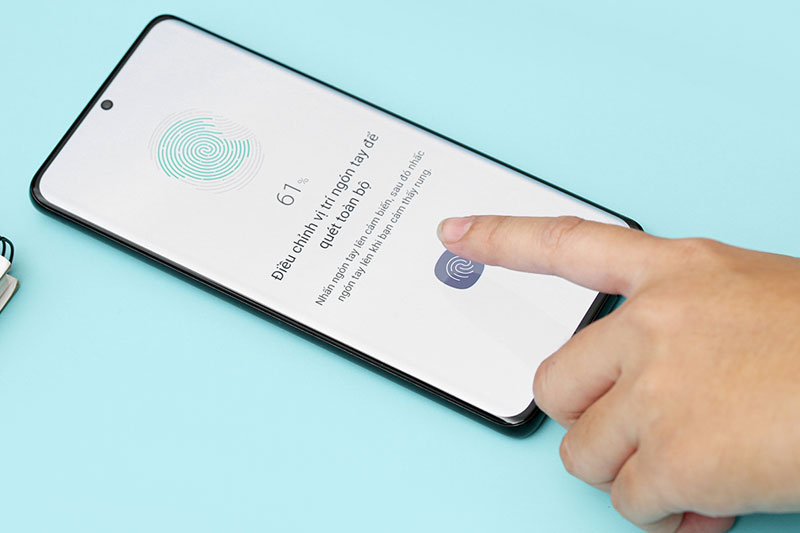 61%
Điều chỉnh vị trí ngón tay để
quét toàn bộ
Nhấn ngón tay lên cảm biến, sau đó nhấc
ngón tay lên khi bạn cảm thấy rung.